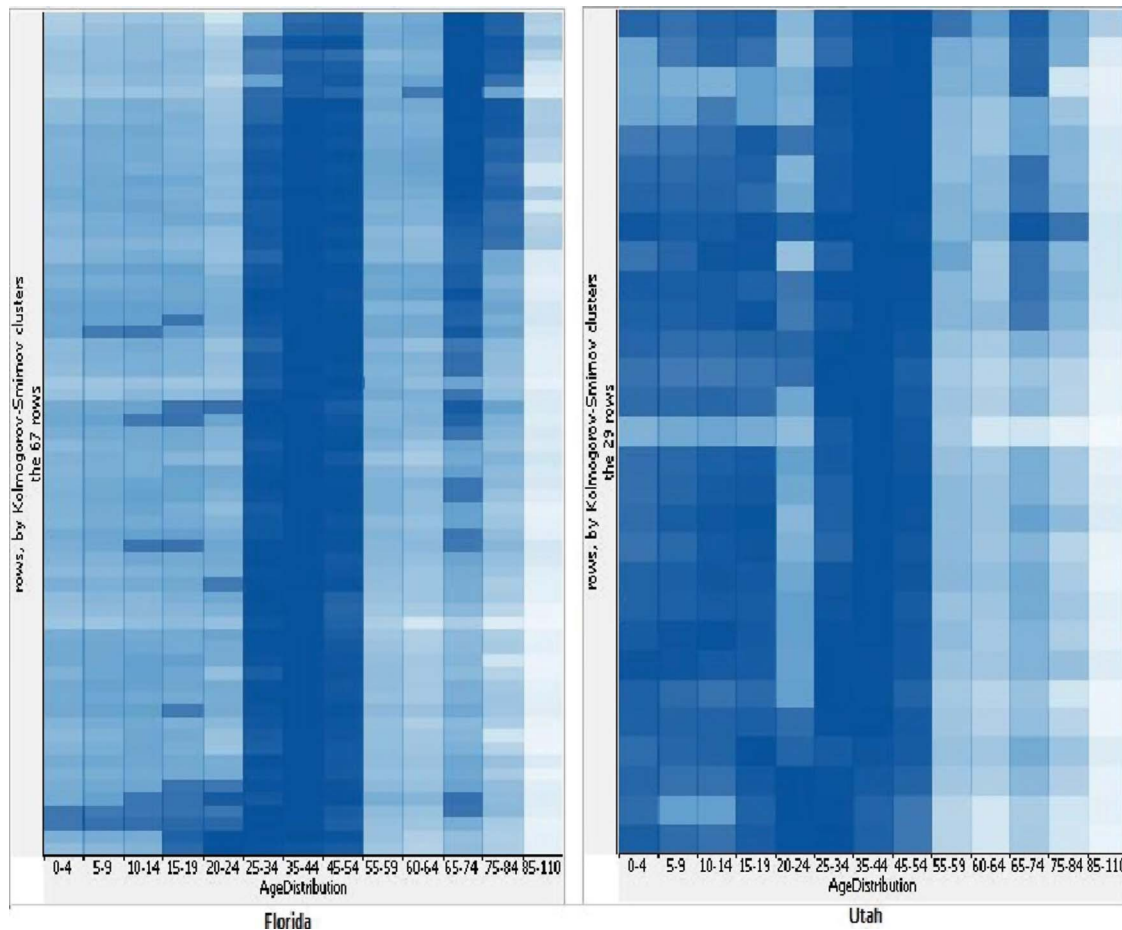 rows, by Kolmogorov-Smirnov clusters
the 67 rows
0-4 5-9 10-14 15-19 20-24 25-34 35-44 45-54 55-59 60-64 65-74 75-84 85-110
AgeDistribution
Florida
rows, by Kolmogorov-Smirnov clusters
the 29 rows
0-4 5-9 10-14 15-19 20-24 25-34 35-44 45-54 55-59 60-64 65-74 75-84 85-110
AgeDistribution
Utah